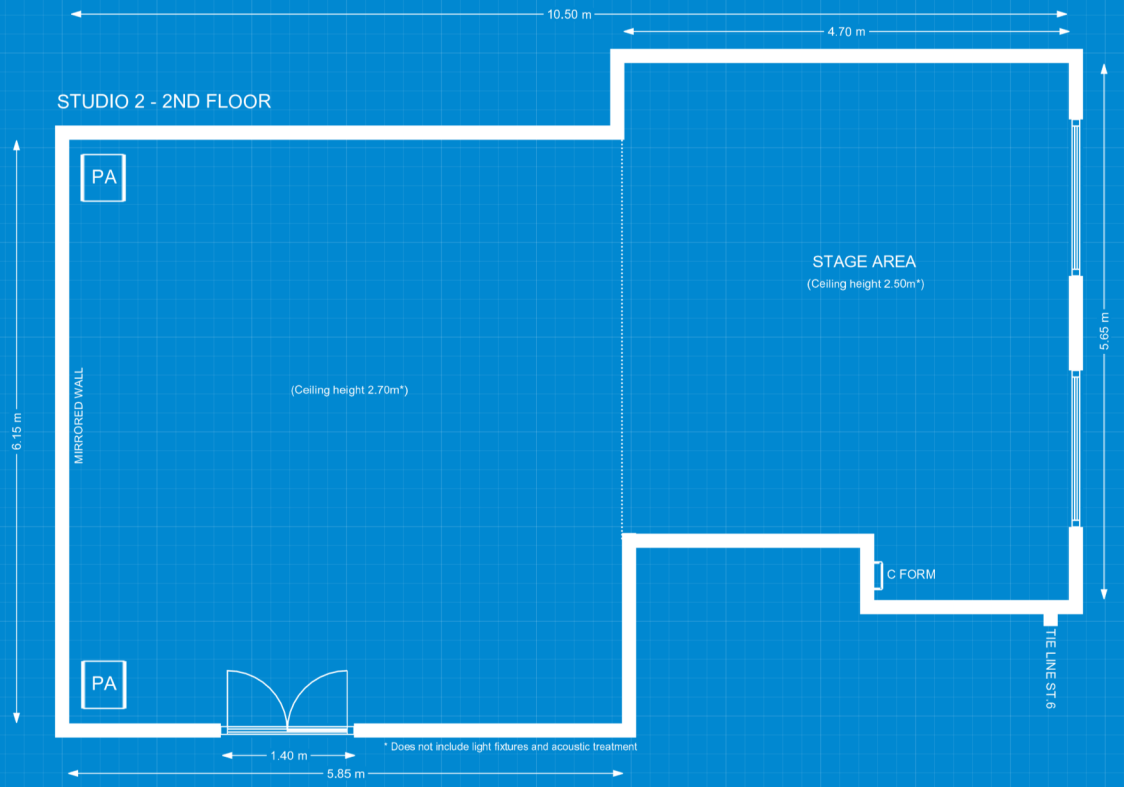 10.50 m
4.70 m
STUDIO 2 - 2ND FLOOR
PA
STAGE AREA
(Ceiling height 2.50m*)
5.65 m
(Ceiling height 2.70m*)
MIRRORED WALL
6.15 m
C FORM
TIE LINE ST.6
PA
* Does not include light fixtures and acoustic treatment
1.40 m
5.85 m